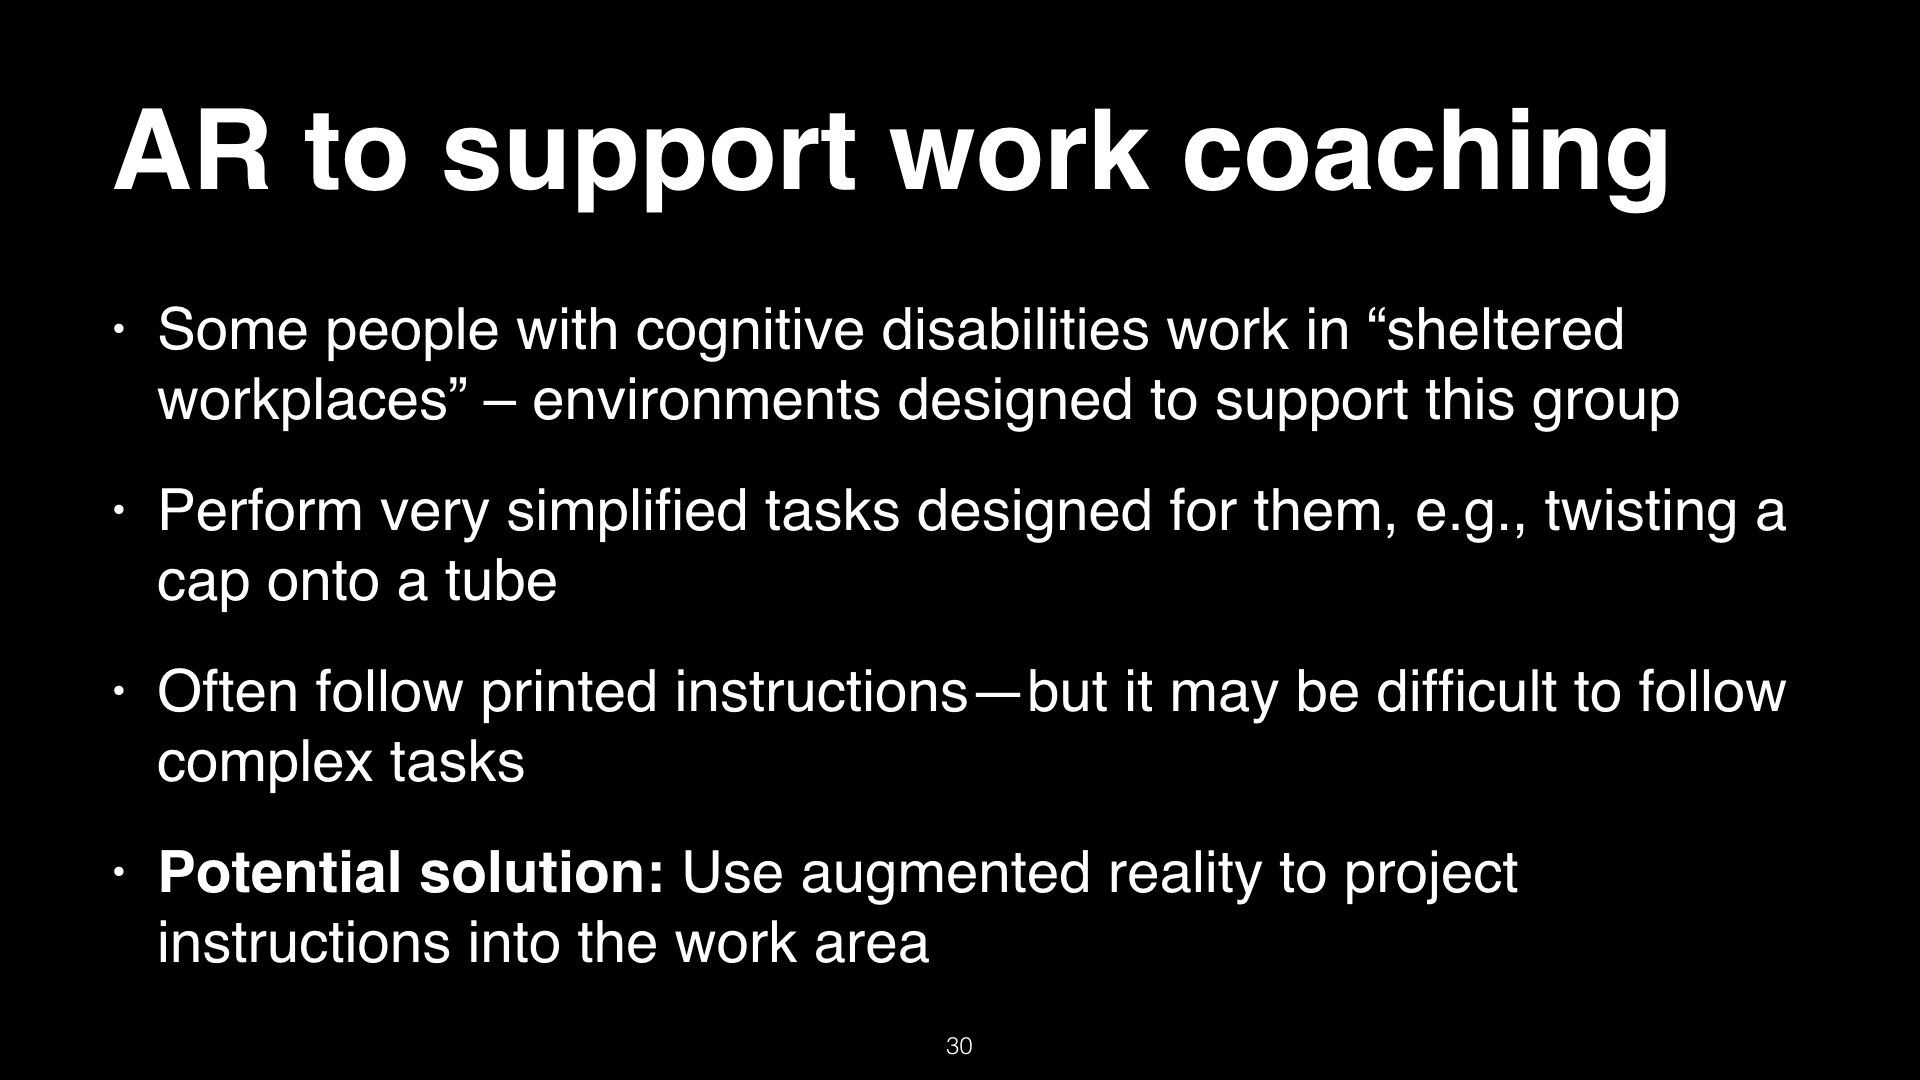 AR to support work coaching
• Some people with cognitive disabilities work in “sheltered
workplaces” – environments designed to support this group
• Perform very simplified tasks designed for them, e.g., twisting a
cap onto a tube
• Often follow printed instructions—but it may be difficult to follow
complex tasks
• Potential solution: Use augmented reality to project
instructions into the work area
30